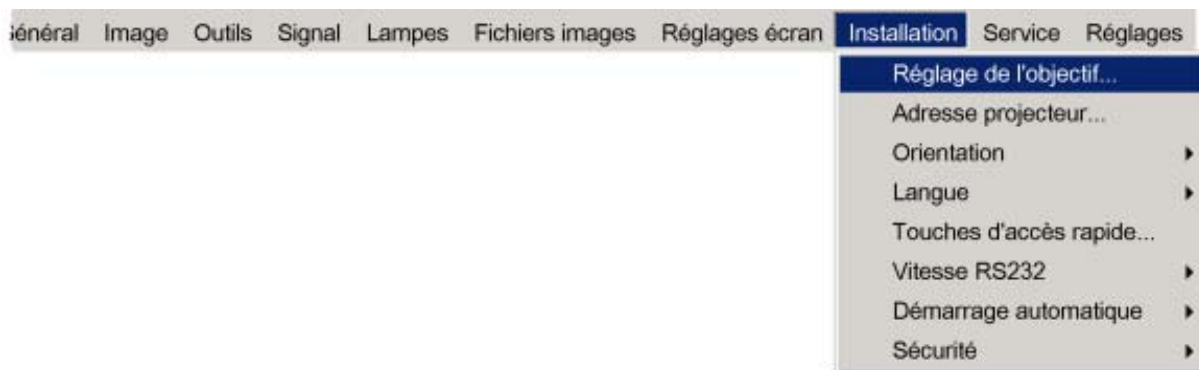 énéral Image Outils Signal Lampes Fichiers images Réglages écran Installation Service Réglages
Réglage de l'objectif...
Adresse projecteur...
Orientation
Langue
Touches d'accès rapide...
Vitesse RS232
Démarrage automatique
Sécurité